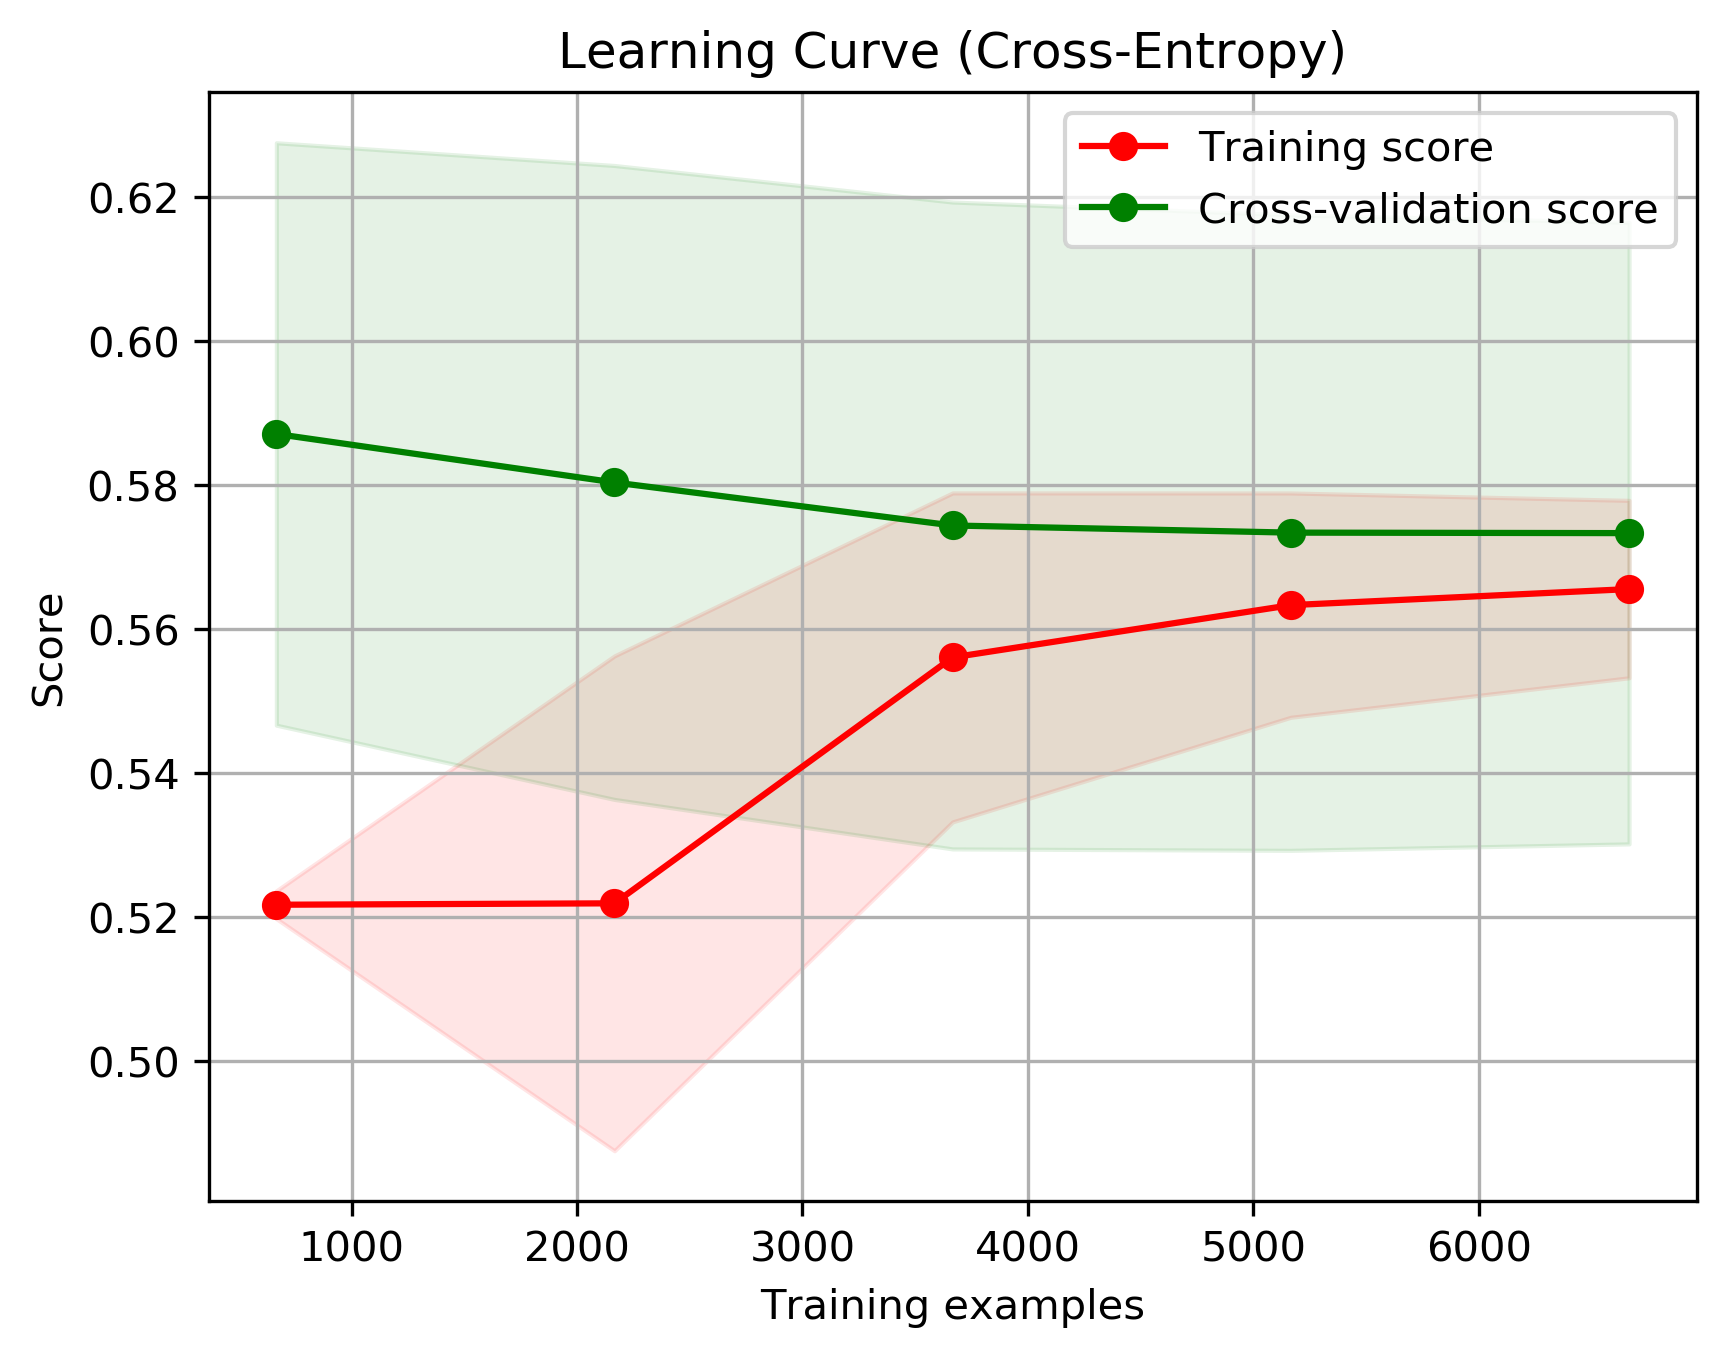 Learning Curve (Cross-Entropy)
Training score
Cross-validation score
0.62
0.60
0.58
0.56
0.54
0.52
0.50
Score
1000 2000 3000 4000 5000 6000
Training examples